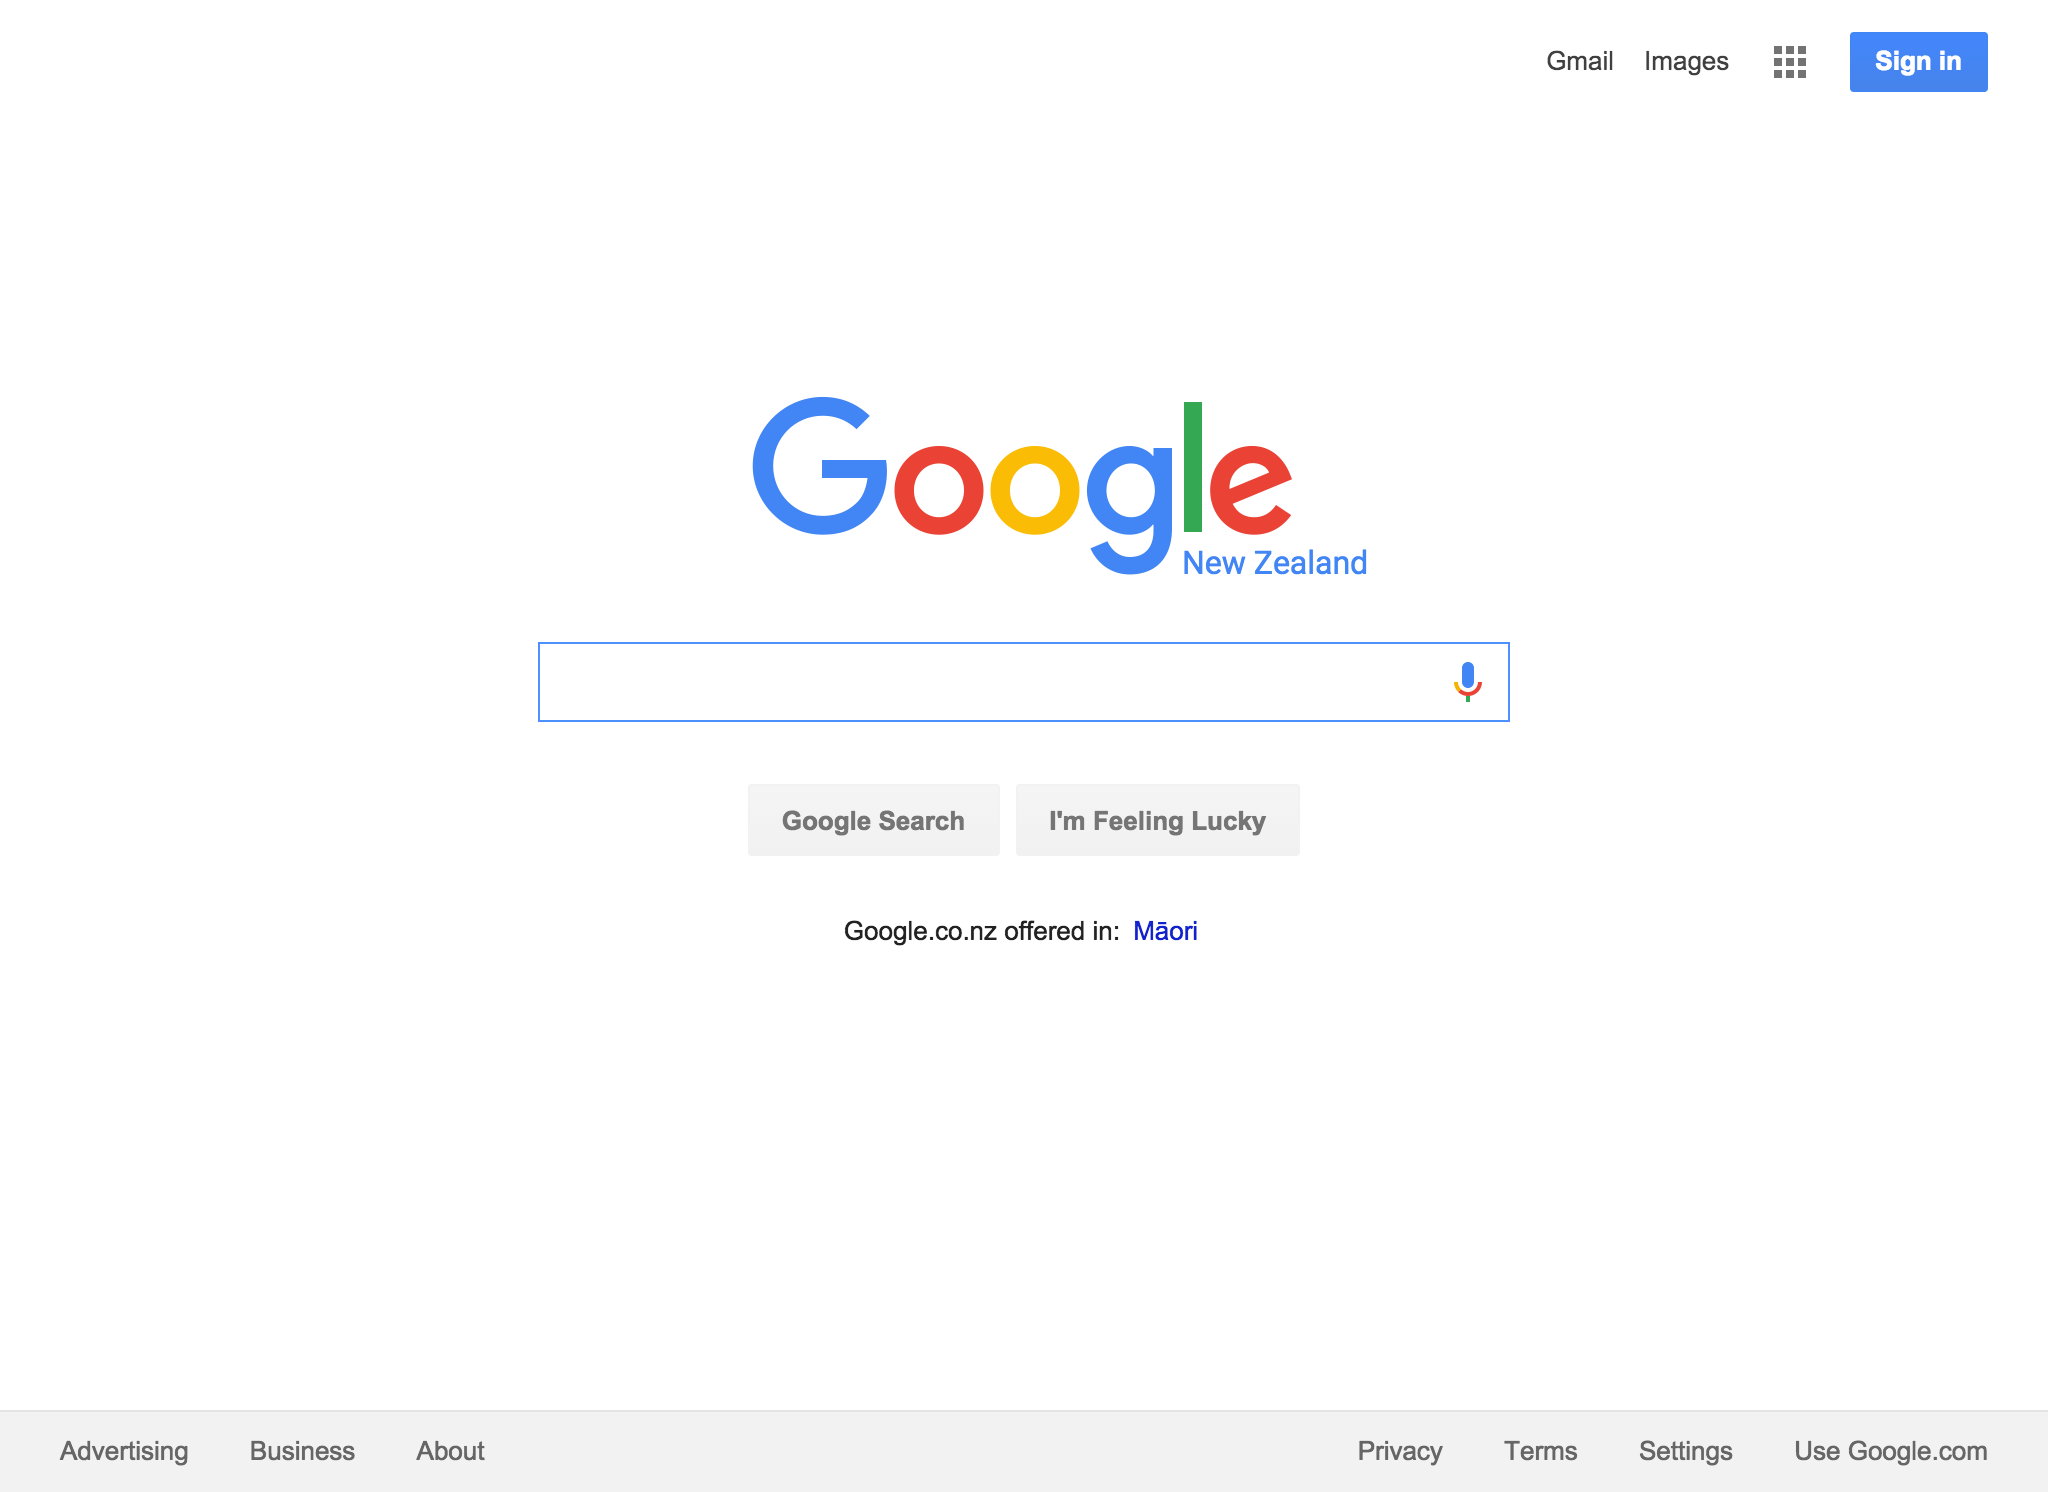 Gmail Images Sign in
Google
New Zealand
Google Search I'm Feeling Lucky
Google.co.nz offered in: Māori
Advertising Business About Privacy Terms Settings Use Google.com